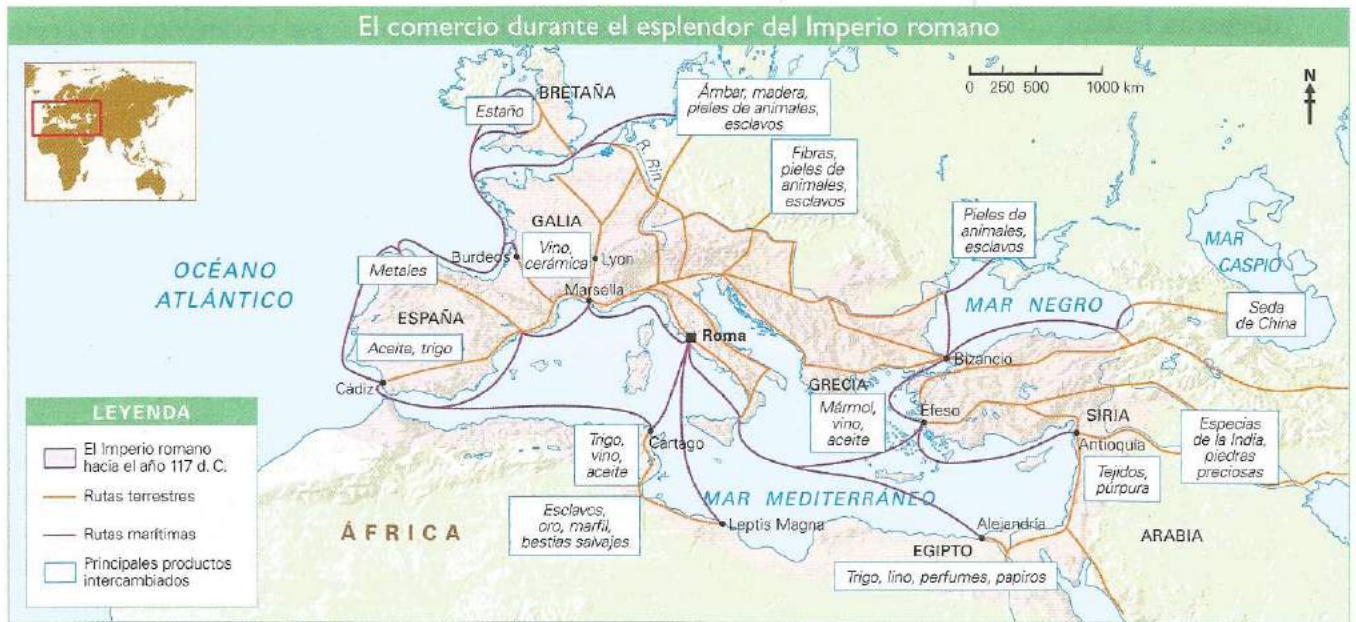 El comercio durante el esplendor del Imperio romano
0 250 500 1000 km
N
BRETAÑA
Estaño
Ámbar, madera,
pieles de animales,
esclavos
R. Rin
Fibras,
pieles de
animales,
esclavos
GALIA
Vino,
cerámica
Burdeos
Lyon
Marsella
Pieles de
animales,
esclavos
MAR
CASPIO
OCÉANO
ATLÁNTICO
Metales
ESPAÑA
Aceite, trigo
Cádiz
Roma
MAR NEGRO
Seda
de China
Bizancio
GRECIA
Mármol,
vino,
aceite
Efeso
SIRIA
Antioquía
Especias
de la India,
piedras
preciosas
Tejidos,
púrpura
Trigo,
vino,
aceite
Cartago
MAR MEDITERRÁNEO
Esclavos,
oro, marfil,
bestias salvajes
Leptis Magna
Alejandría
ÁFRICA
EGIPTO
ARABIA
Trigo, lino, perfumes, papiros
LEYENDA
El Imperio romano
hacia el año 117 d. C.
Rutas terrestres
Rutas marítimas
Principales productos
intercambiados